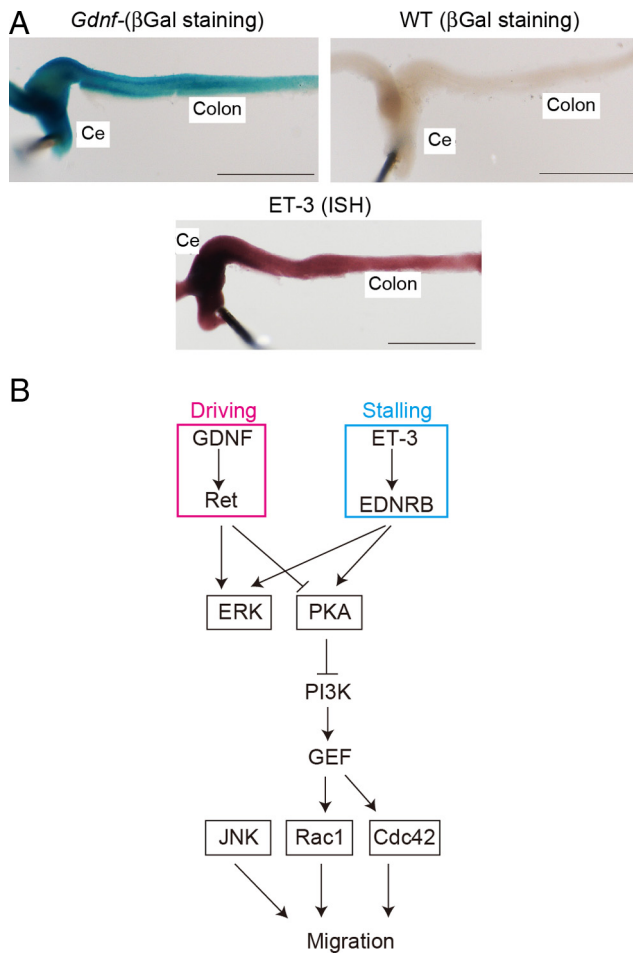 A
Gdnf-(βGal staining)
WT (βGal staining)
Colon
Ce
Colon
Ce
ET-3 (ISH)
Ce
Colon
B
Driving
Stalling
GDNF
ET-3
Ret
EDNRB
ERK
PKA
PI3K
GEF
JNK
Rac1
Cdc42
Migration